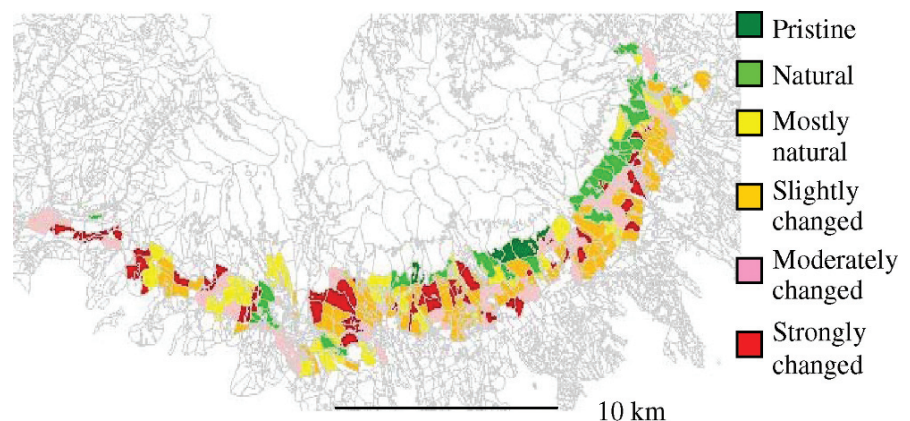 Pristine
Natural
Mostly
natural
Slightly
changed
Moderately
changed
Strongly
changed
10 km